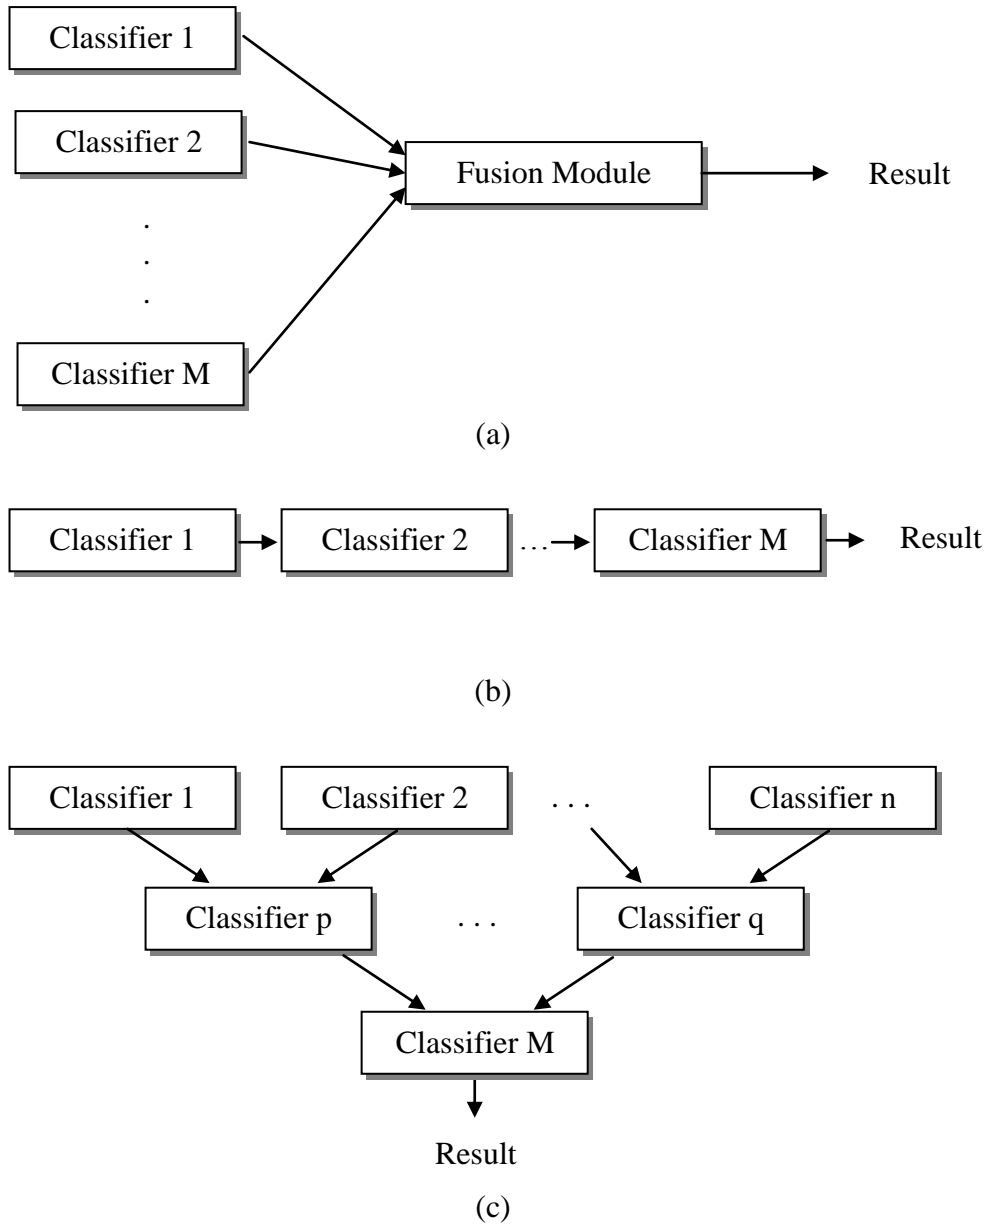 Classifier 1
Classifier 2
.
.
.
Classifier M
Fusion Module
Result
(a)
Classifier 1
Classifier 2
...
Classifier M
Result
(b)
Classifier 1
Classifier 2
. . .
Classifier n
Classifier p
. . .
Classifier q
Classifier M
Result
(c)